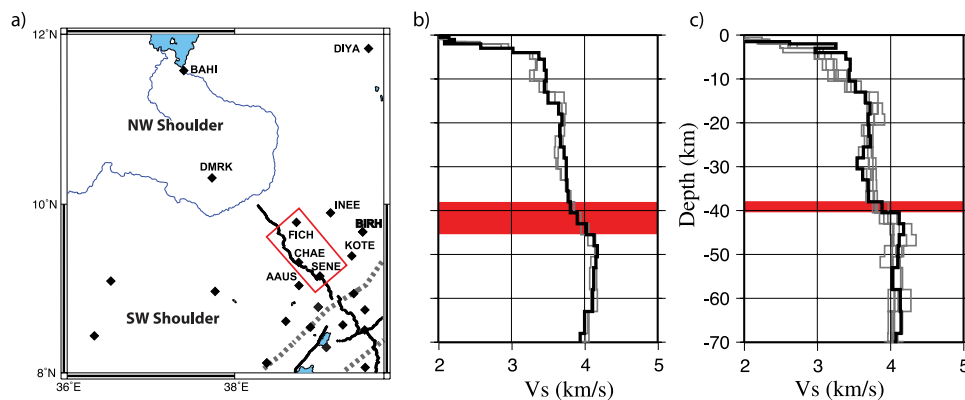 a)
b)
c)
12˚N
10˚N
8˚N
36˚E
38˚E
DIYA
BAHI
NW Shoulder
DMRK
INEE
FICH
BIRH
CHAE
KOTE
SENE
AAUS
SW Shoulder
2 3 4 5
Vs (km/s)
0
-10
-20
-30
-40
-50
-60
-70
Depth (km)
2 3 4 5
Vs (km/s)